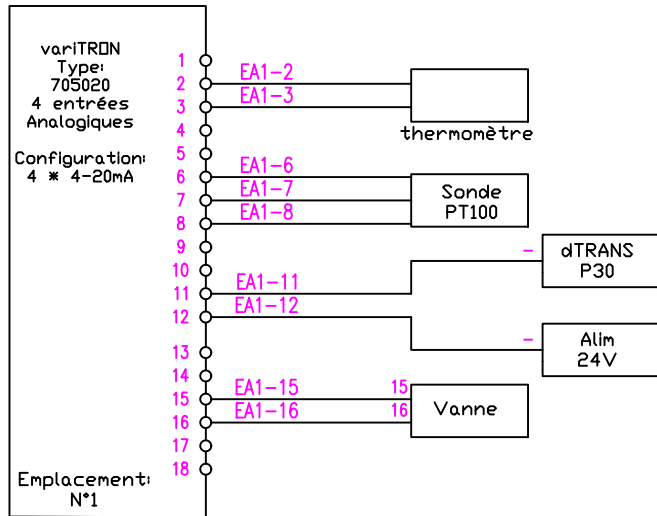 variTRON
Type:
705020
4 entrées
Analogiques
Configuration:
4 * 4-20mA
1
2
3
4
5
6
7
8
9
10
11
12
13
14
15
16
17
18
EA1-2
EA1-3
thermomètre
EA1-6
EA1-7
EA1-8
Sonde
PT100
-
dTRANS
P30
EA1-11
EA1-12
-
Alim
24V
EA1-15
15
EA1-16
16
Vanne
Emplacement:
N°1